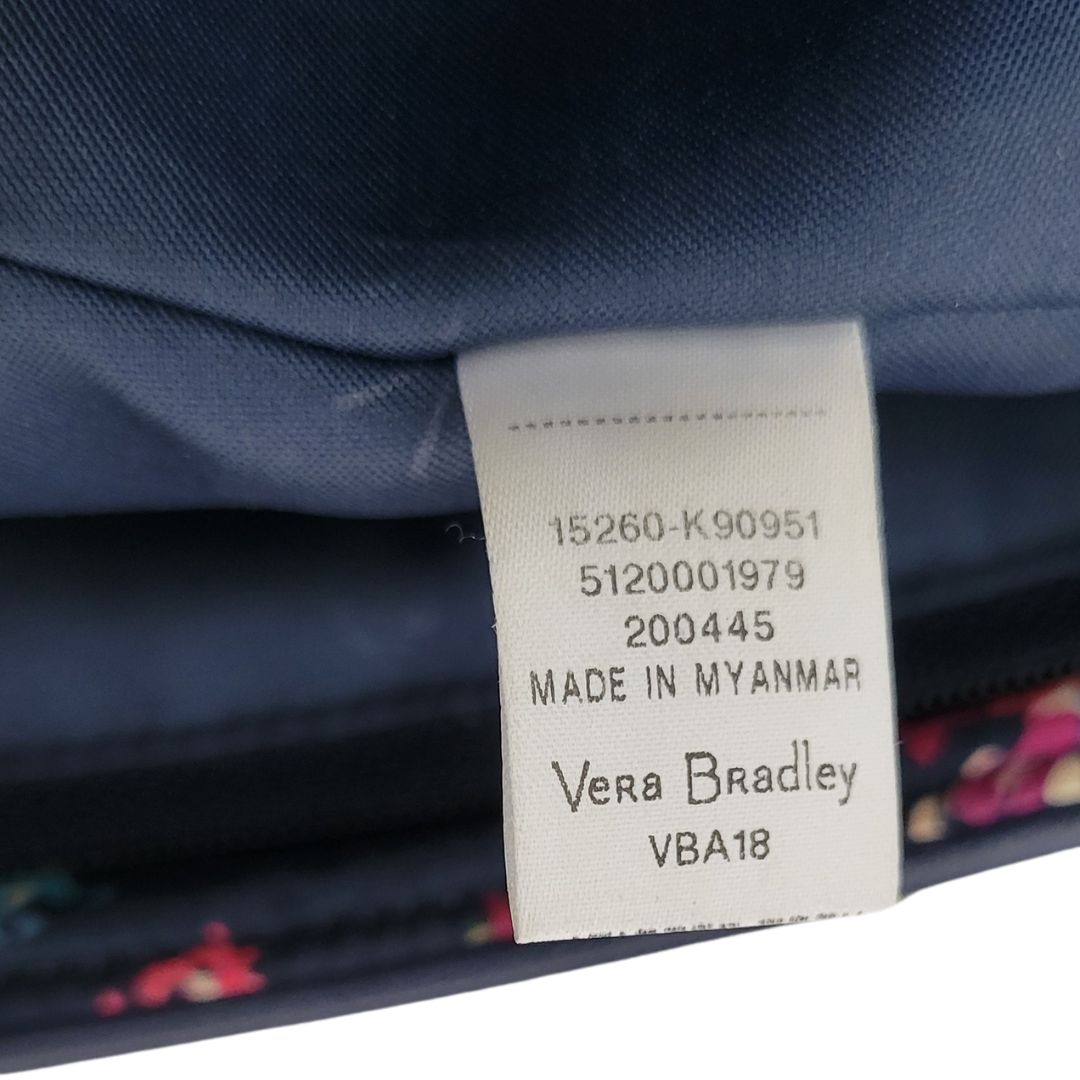 15260-K90951
5120001979
200445
MADE IN MYANMAR
Vera Bradley
VBA18